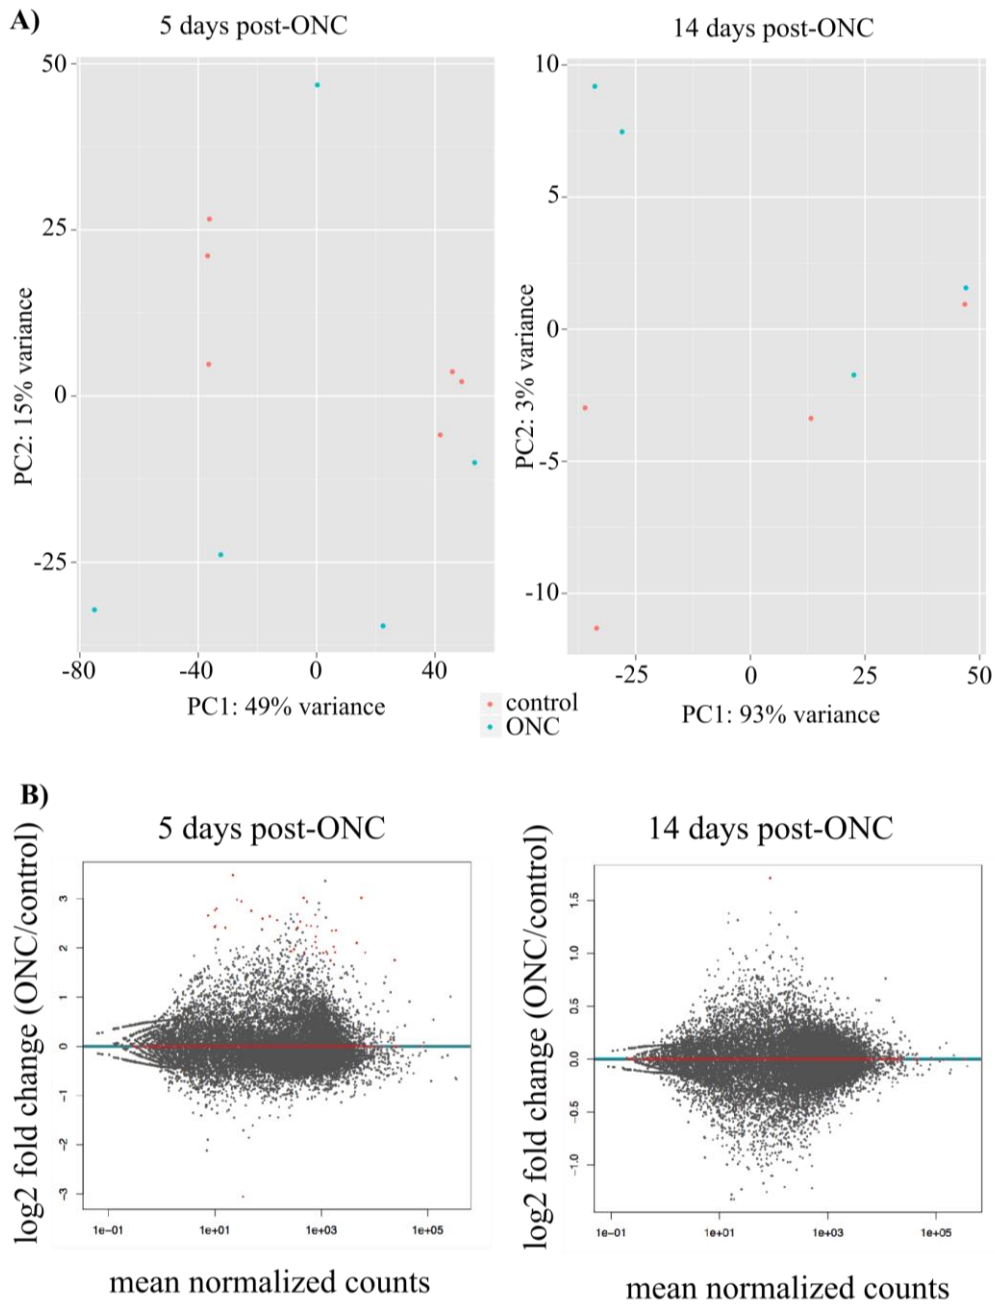 A)
5 days post-ONC
14 days post-ONC
PC2: 15% variance
50
25
0
-25
-80
-40
0
40
PC1: 49% variance
PC2: 3% variance
10
5
0
-5
-10
-25
0
25
50
PC1: 93% variance
control
ONC
B)
5 days post-ONC
14 days post-ONC
log2 fold change (ONC/control)
3
2
1
0
-1
-2
-3
1e-01
1e+01
1e+03
1e+05
mean normalized counts
log2 fold change (ONC/control)
1.5
1.0
0.5
0.0
-0.5
-1.0
1e-01
1e+01
1e+03
1e+05
mean normalized counts